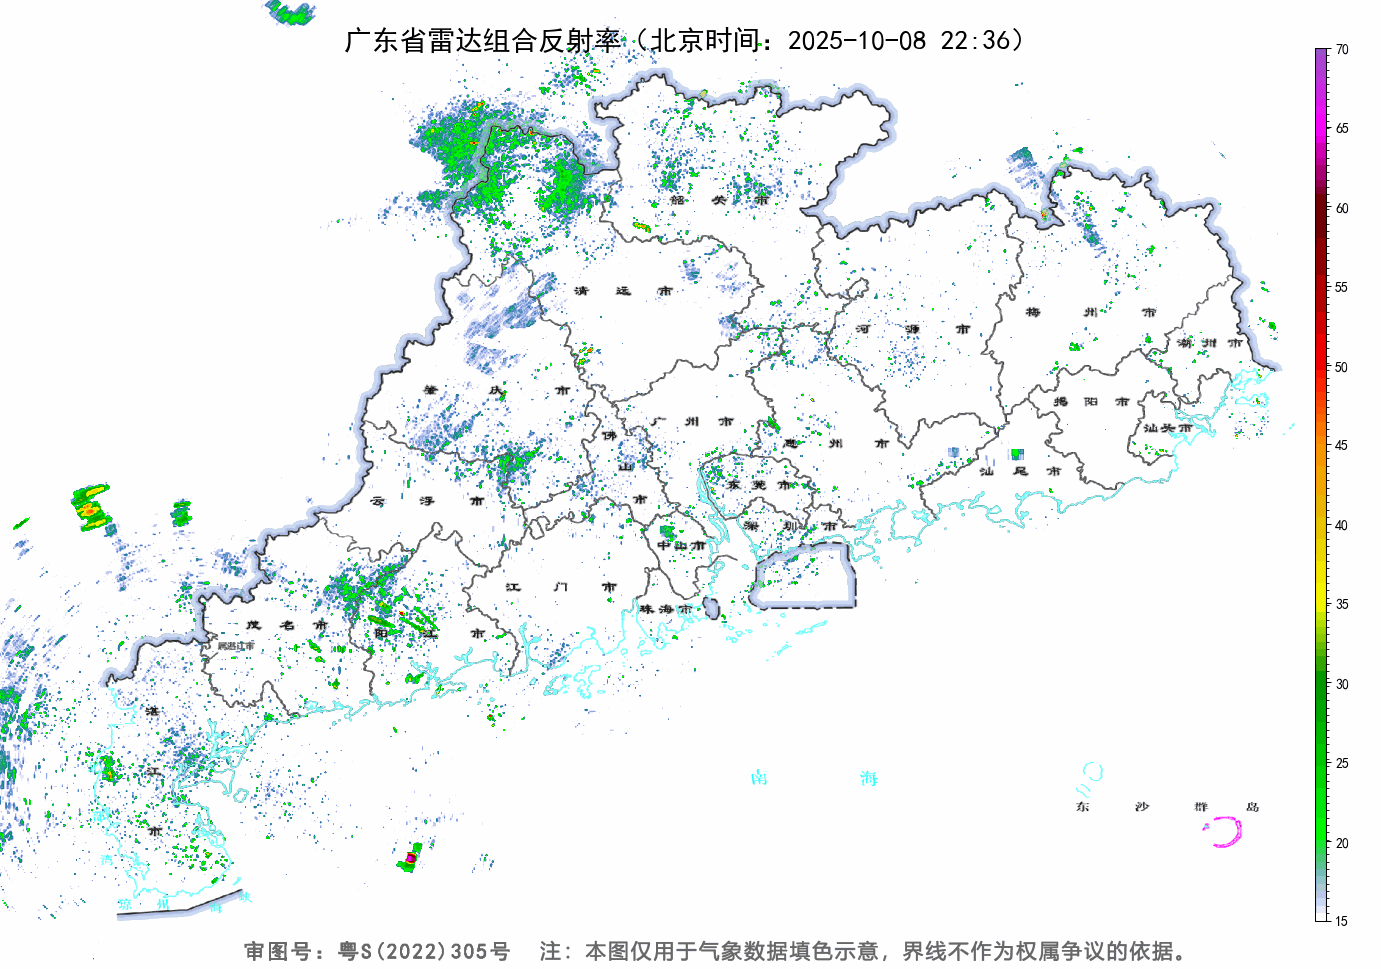 广东省雷达组合反射率（北京时间：2025-10-08 22:36）
70
65
60
55
50
45
40
35
30
25
20
15
韶关市
清远市
河源市
梅州市
潮州市
肇庆市
广州市
佛山市
惠州市
揭阳市
汕头市
汕尾市
东莞市
云浮市
深圳市
中山市
江门市
珠海市
茂名市
阳江市
属湛江市
湛江市
南海
东沙群岛
湾
琼州海峡
审图号：粤S(2022)305号 注：本图仅用于气象数据填色示意，界线不作为权属争议的依据。